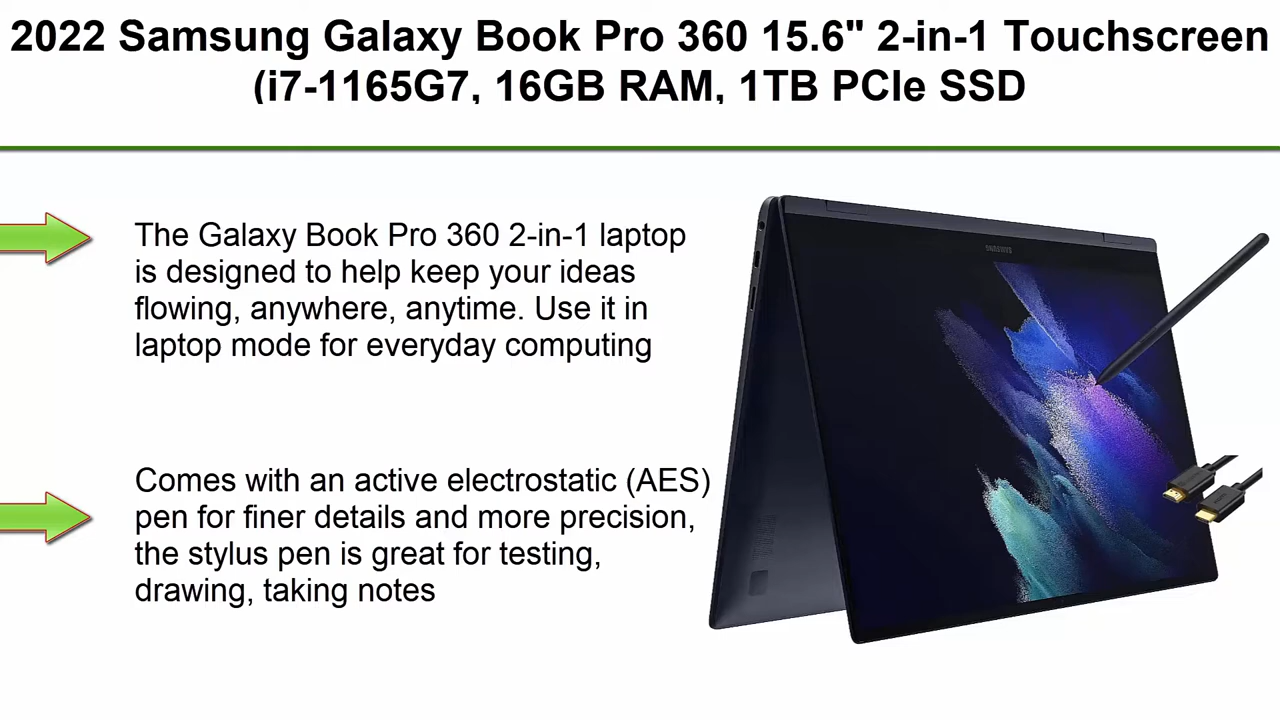 2022 Samsung Galaxy Book Pro 360 15.6" 2-in-1 Touchscreen
(i7-1165G7, 16GB RAM, 1TB PCIe SSD
The Galaxy Book Pro 360 2-in-1 laptop
is designed to help keep your ideas
flowing, anywhere, anytime. Use it in
laptop mode for everyday computing
Comes with an active electrostatic (AES)
pen for finer details and more precision,
the stylus pen is great for testing,
drawing, taking notes
SAMSUNG